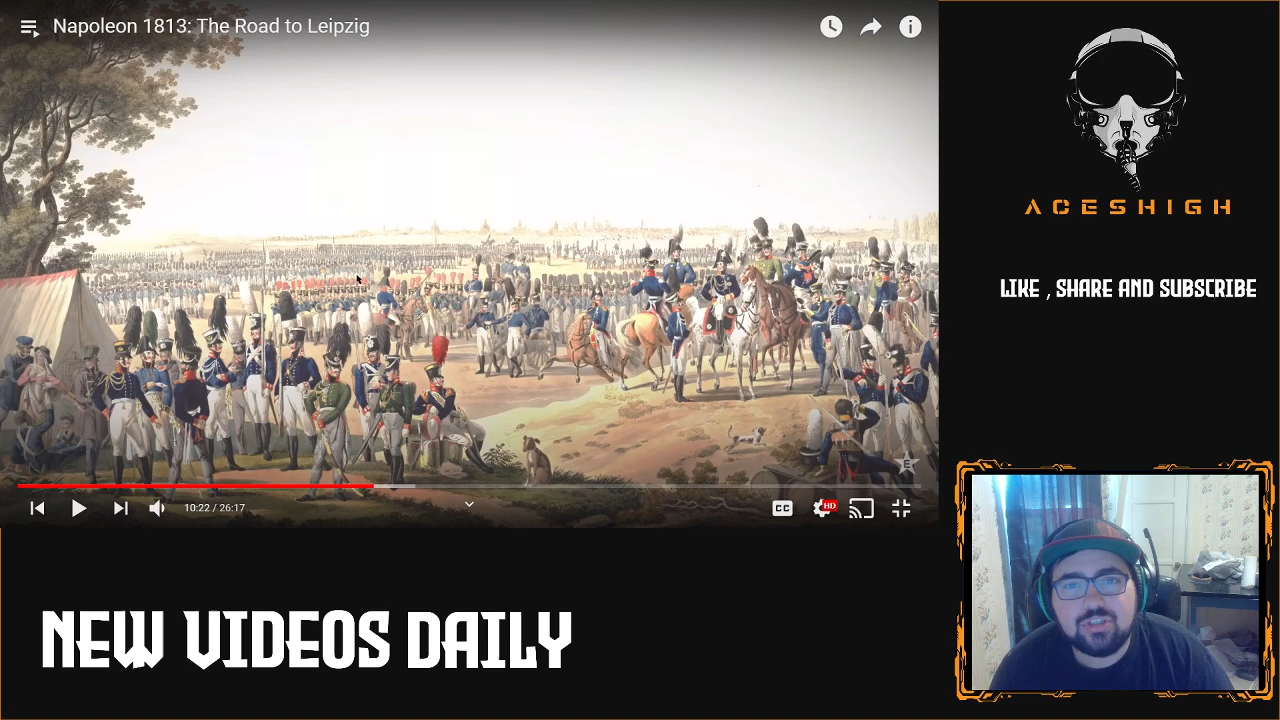 Napoleon 1813: The Road to Leipzig
ACESHIGH
LIKE , SHARE AND SUBSCRIBE
E
10:22 / 26:17
CC
HD
NEW VIDEOS DAILY